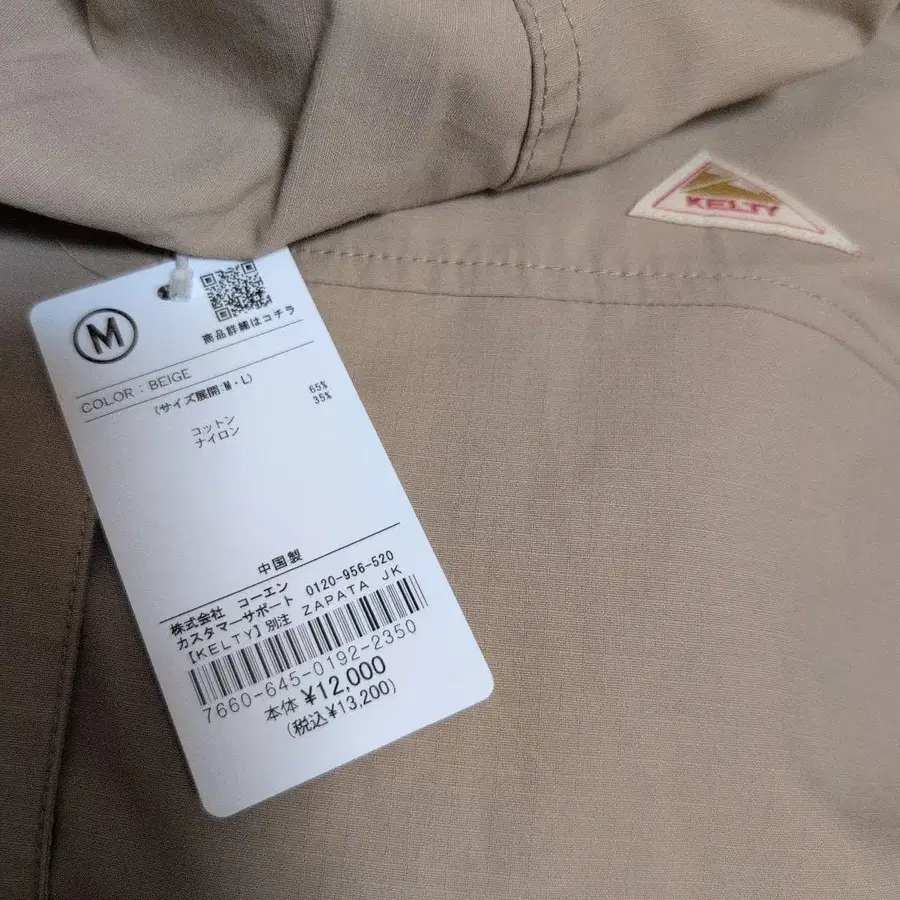 KELTY
M
商品詳細はコチラ
COLOR : BEIGE
(サイズ展開:M・L)
コットン 65%
ナイロン 35%
中国製
株式会社 コーエン
カスタマーサポート 0120-956-520
【KELTY】別注 ZAPATA JK
7660-645-0192-2350
本体 ¥12,000
(税込¥13,200)